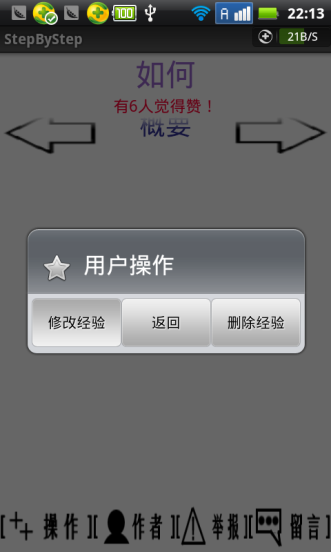 100 A 22:13
StepByStep 21B/S
如何
有6人觉得赞！
概要
用户操作
修改经验 返回 删除经验
[ 操作 ][ 作者 ][ 举报 ][ 留言 ]